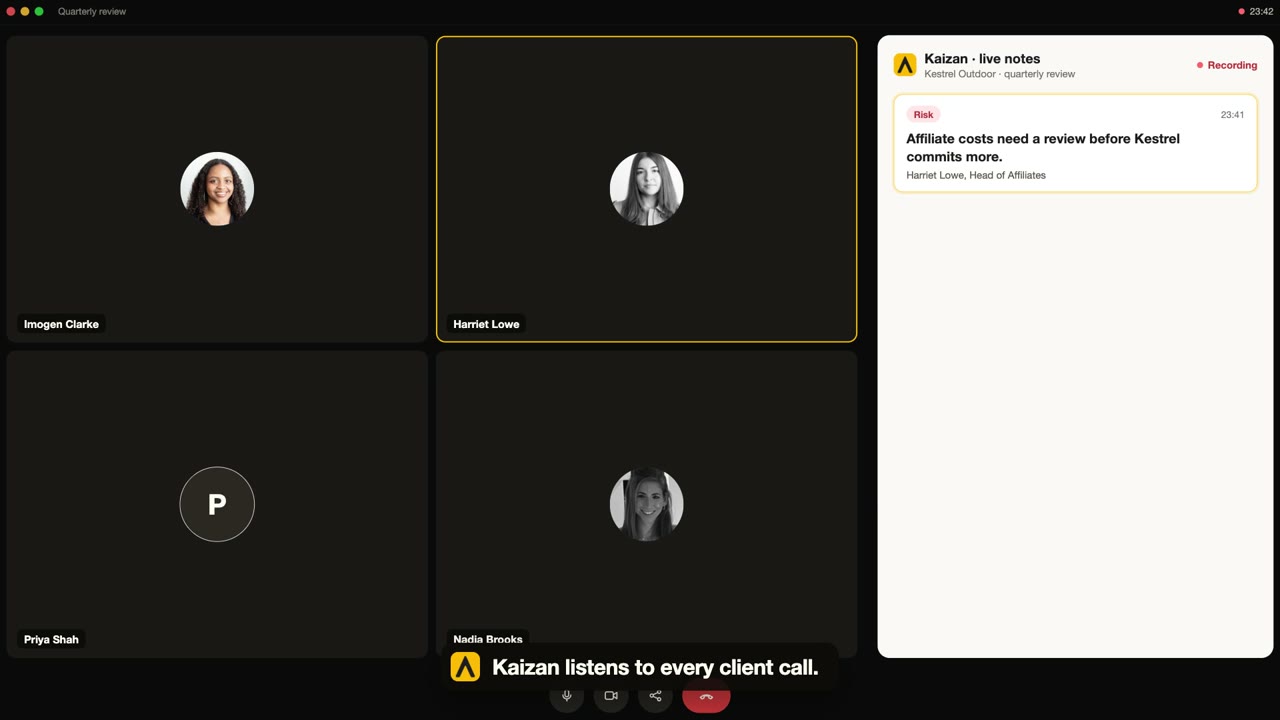 Quarterly review
23:42
Kaizan · live notes
Kestrel Outdoor · quarterly review
Recording
Risk
23:41
Affiliate costs need a review before Kestrel
commits more.
Harriet Lowe, Head of Affiliates
Imogen Clarke
Harriet Lowe
P
Priya Shah
Nadia Brooks
Kaizan listens to every client call.